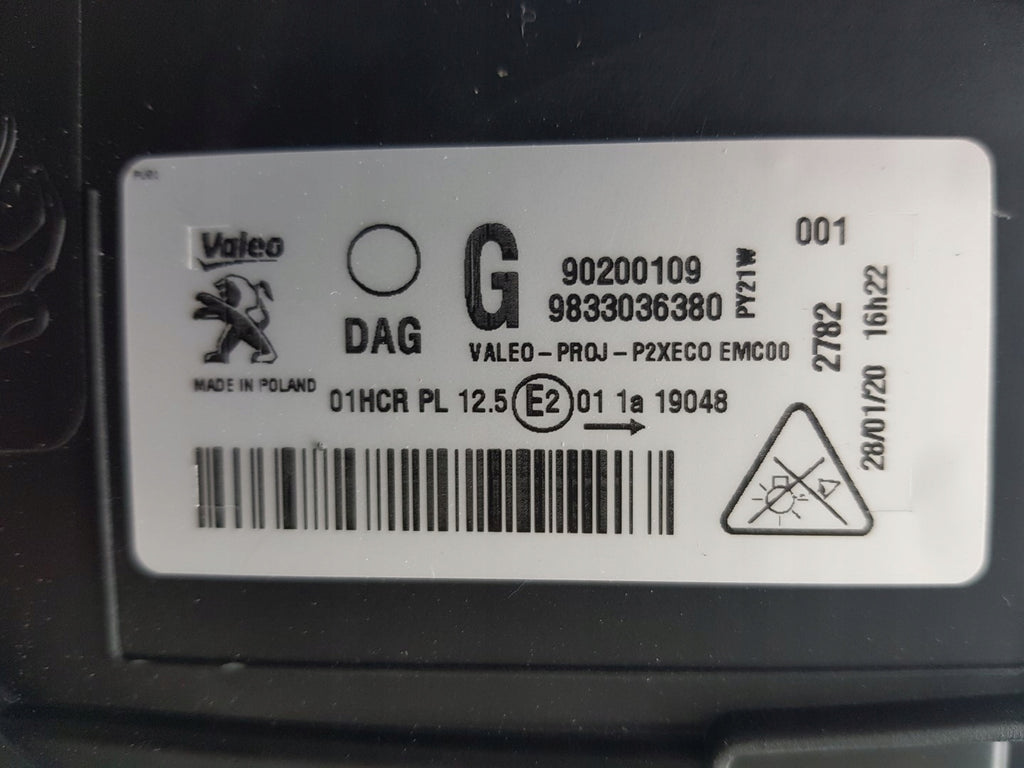 Valeo
MADE IN POLAND
DAG
G
90200109
9833036380
PY21W
VALEO-PROJ-P2XECO EMC00
01HCR PL 12.5 E2 01 1a 19048
001
2782
28/01/20 16h22